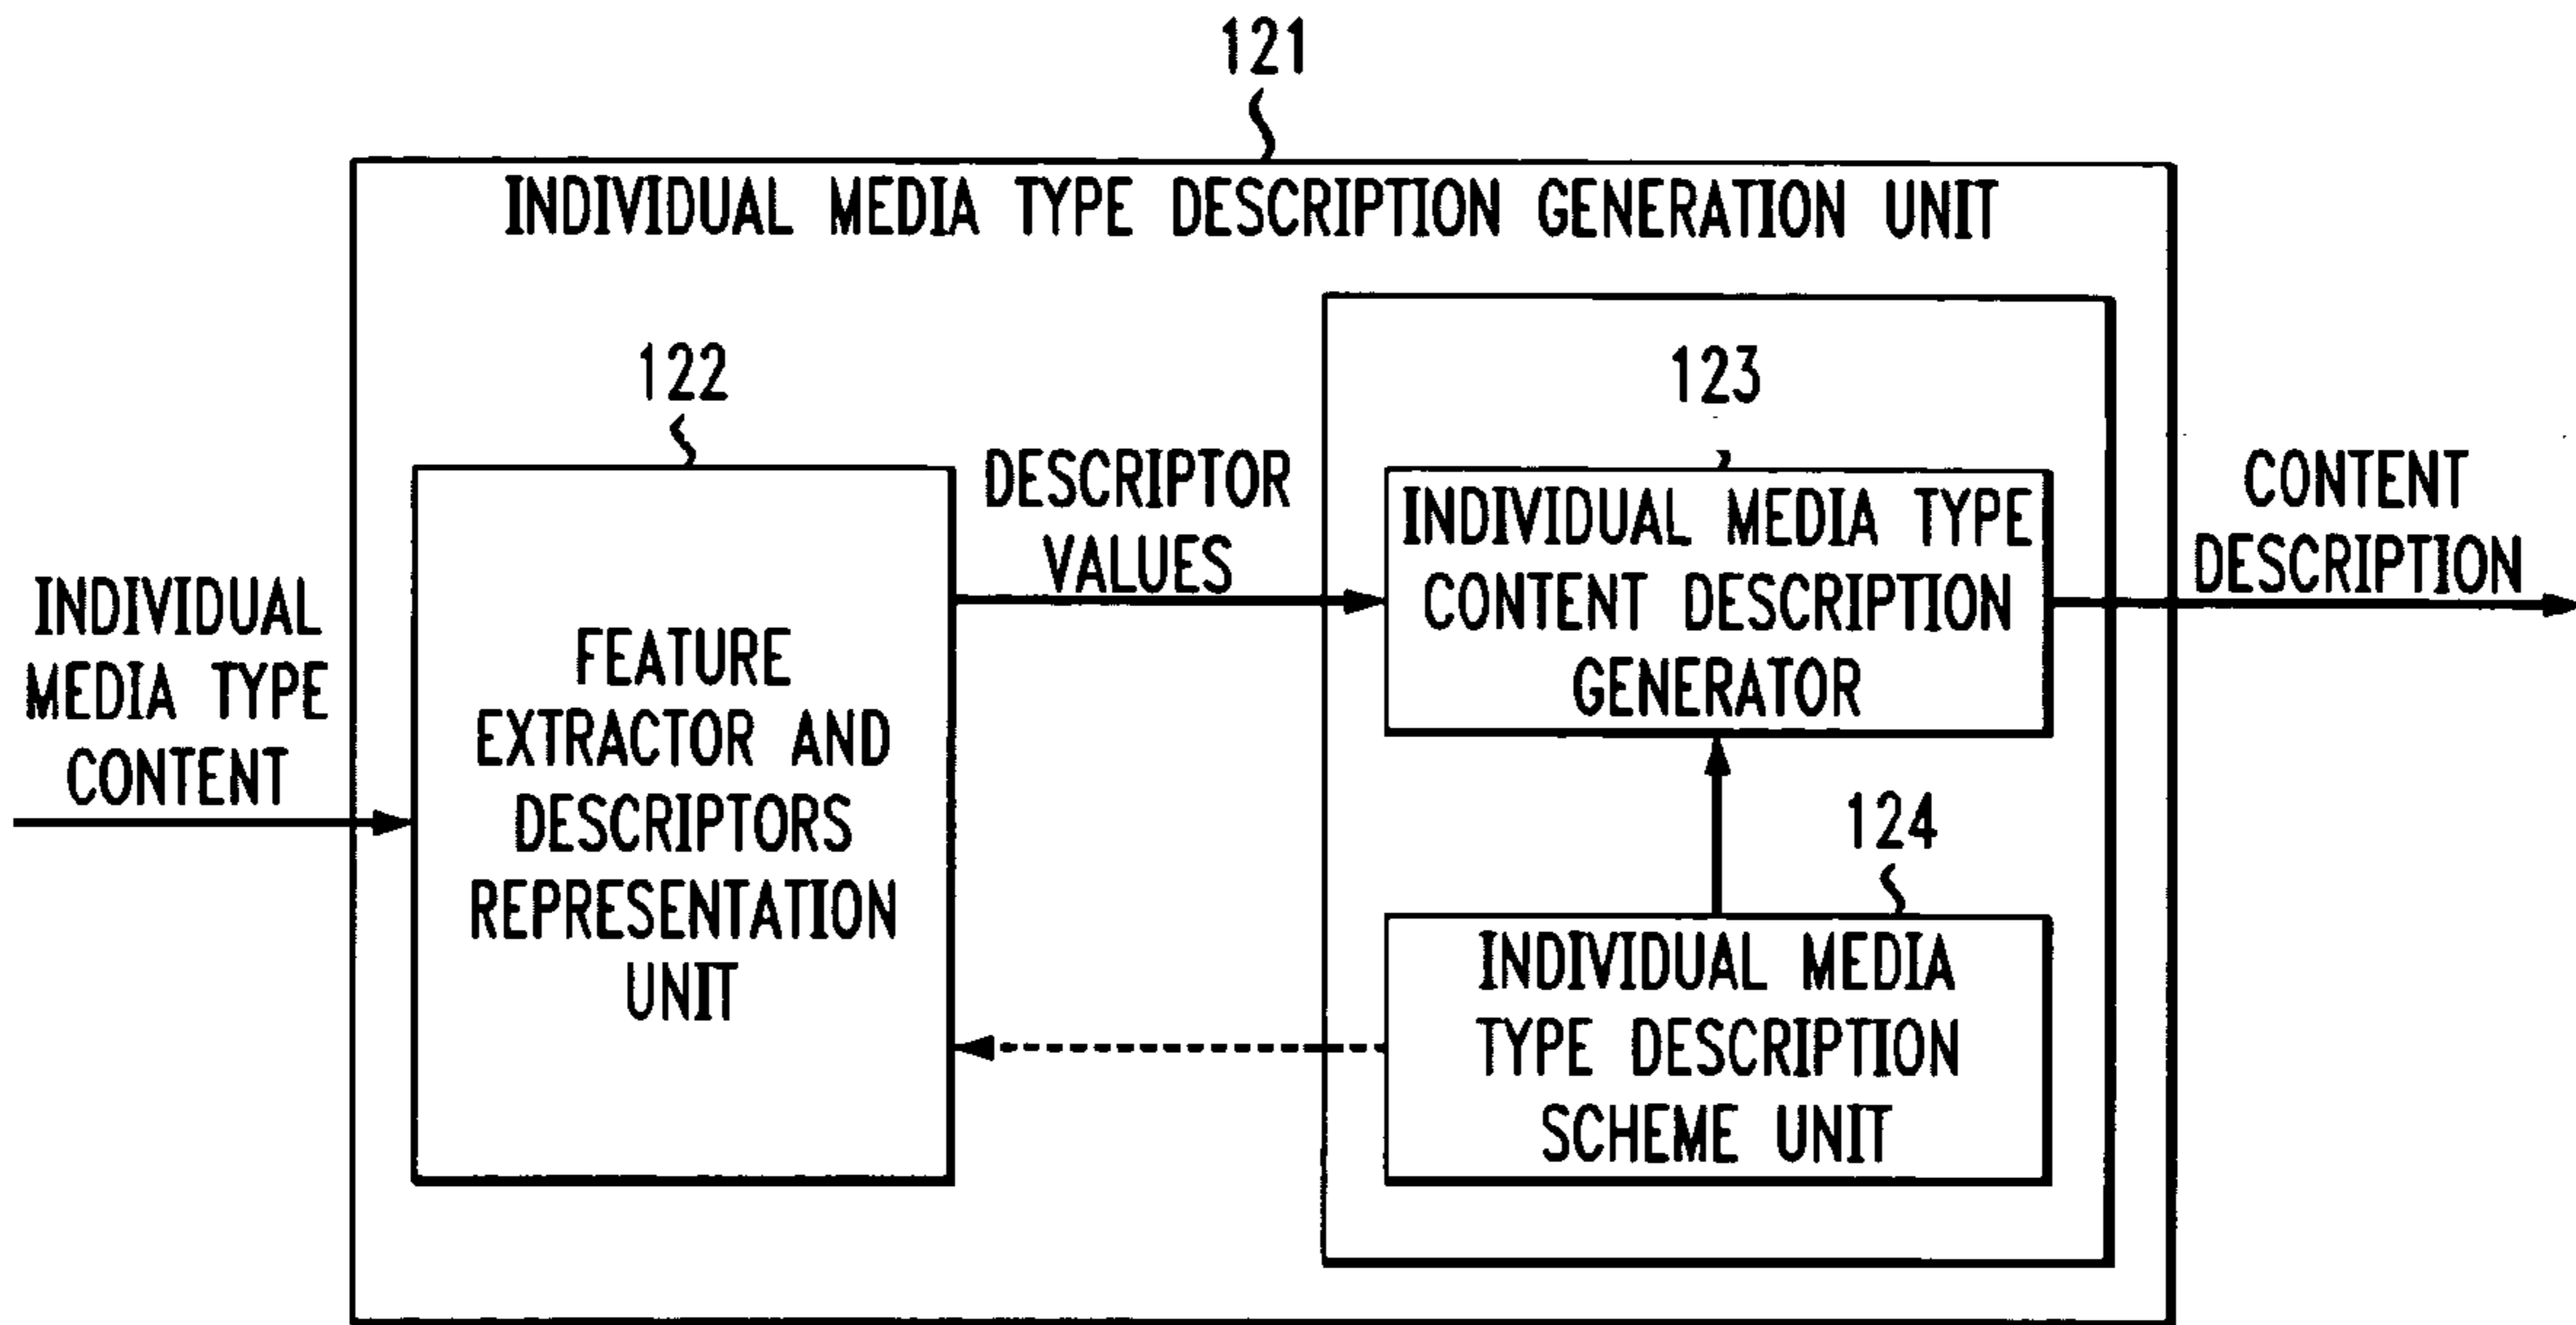 121
INDIVIDUAL MEDIA TYPE DESCRIPTION GENERATION UNIT
122
123
DESCRIPTOR
VALUES
INDIVIDUAL MEDIA TYPE
CONTENT DESCRIPTION
GENERATOR
CONTENT
DESCRIPTION
INDIVIDUAL
MEDIA TYPE
CONTENT
FEATURE
EXTRACTOR AND
DESCRIPTORS
REPRESENTATION
UNIT
124
INDIVIDUAL MEDIA
TYPE DESCRIPTION
SCHEME UNIT